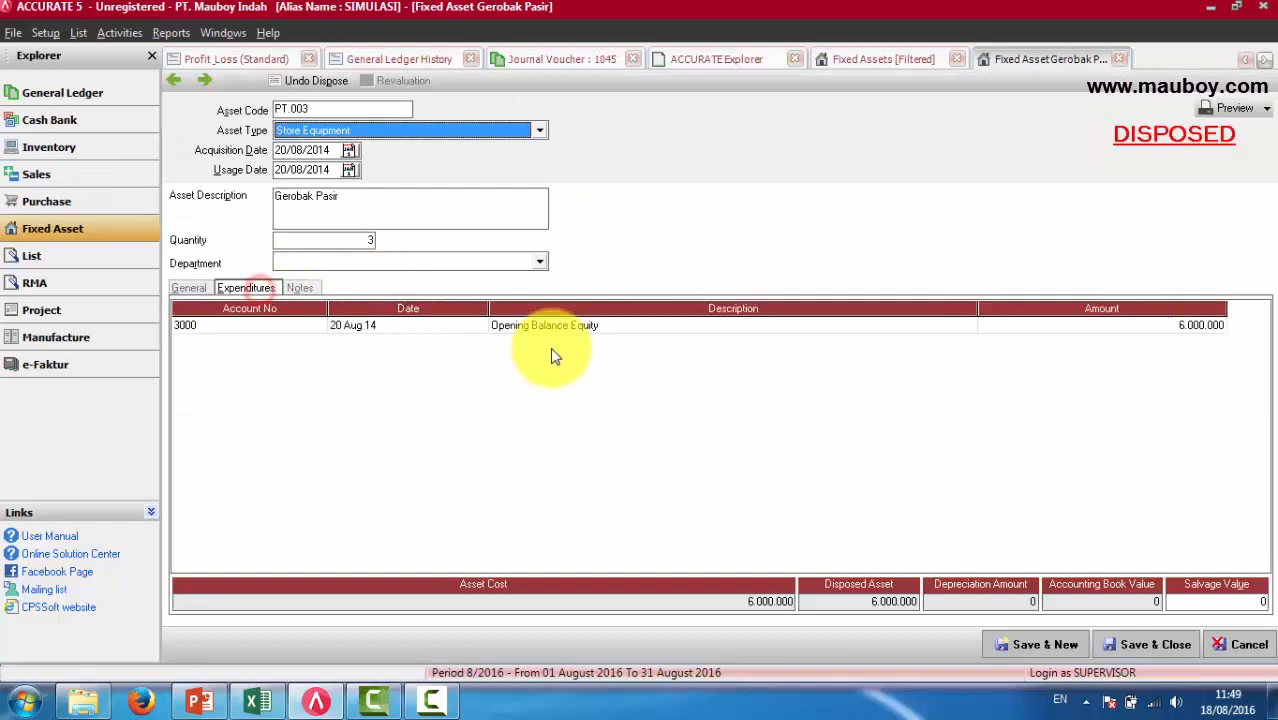 ACCURATE 5 - Unregistered - PT. Mauboy Indah [Alias Name : SIMULASI] - [Fixed Asset Gerobak Pasir]
File Setup List Activities Reports Windows Help
Explorer
Profit_Loss (Standard)
General Ledger History
Journal Voucher : 1045
ACCURATE Explorer
Fixed Assets [Filtered]
Fixed Asset Gerobak P...
Undo Dispose
Revaluation
www.mauboy.com
Preview
DISPOSED
General Ledger
Cash Bank
Inventory
Sales
Purchase
Fixed Asset
List
RMA
Project
Manufacture
e-Faktur
Asset Code PT.003
Asset Type Store Equipment
Acquisition Date 20/08/2014
Usage Date 20/08/2014
Asset Description Gerobak Pasir
Quantity 3
Department
General Expenditures Notes
Account No Date Description Amount
3000 20 Aug 14 Opening Balance Equity 6.000.000
Links
User Manual
Online Solution Center
Facebook Page
Mailing list
CPSSoft website
Asset Cost Disposed Asset Depreciation Amount Accounting Book Value Salvage Value
6.000.000 6.000.000 0 0 0
Save & New Save & Close Cancel
Period 8/2016 - From 01 August 2016 To 31 August 2016
Login as SUPERVISOR
EN
11:49
18/08/2016